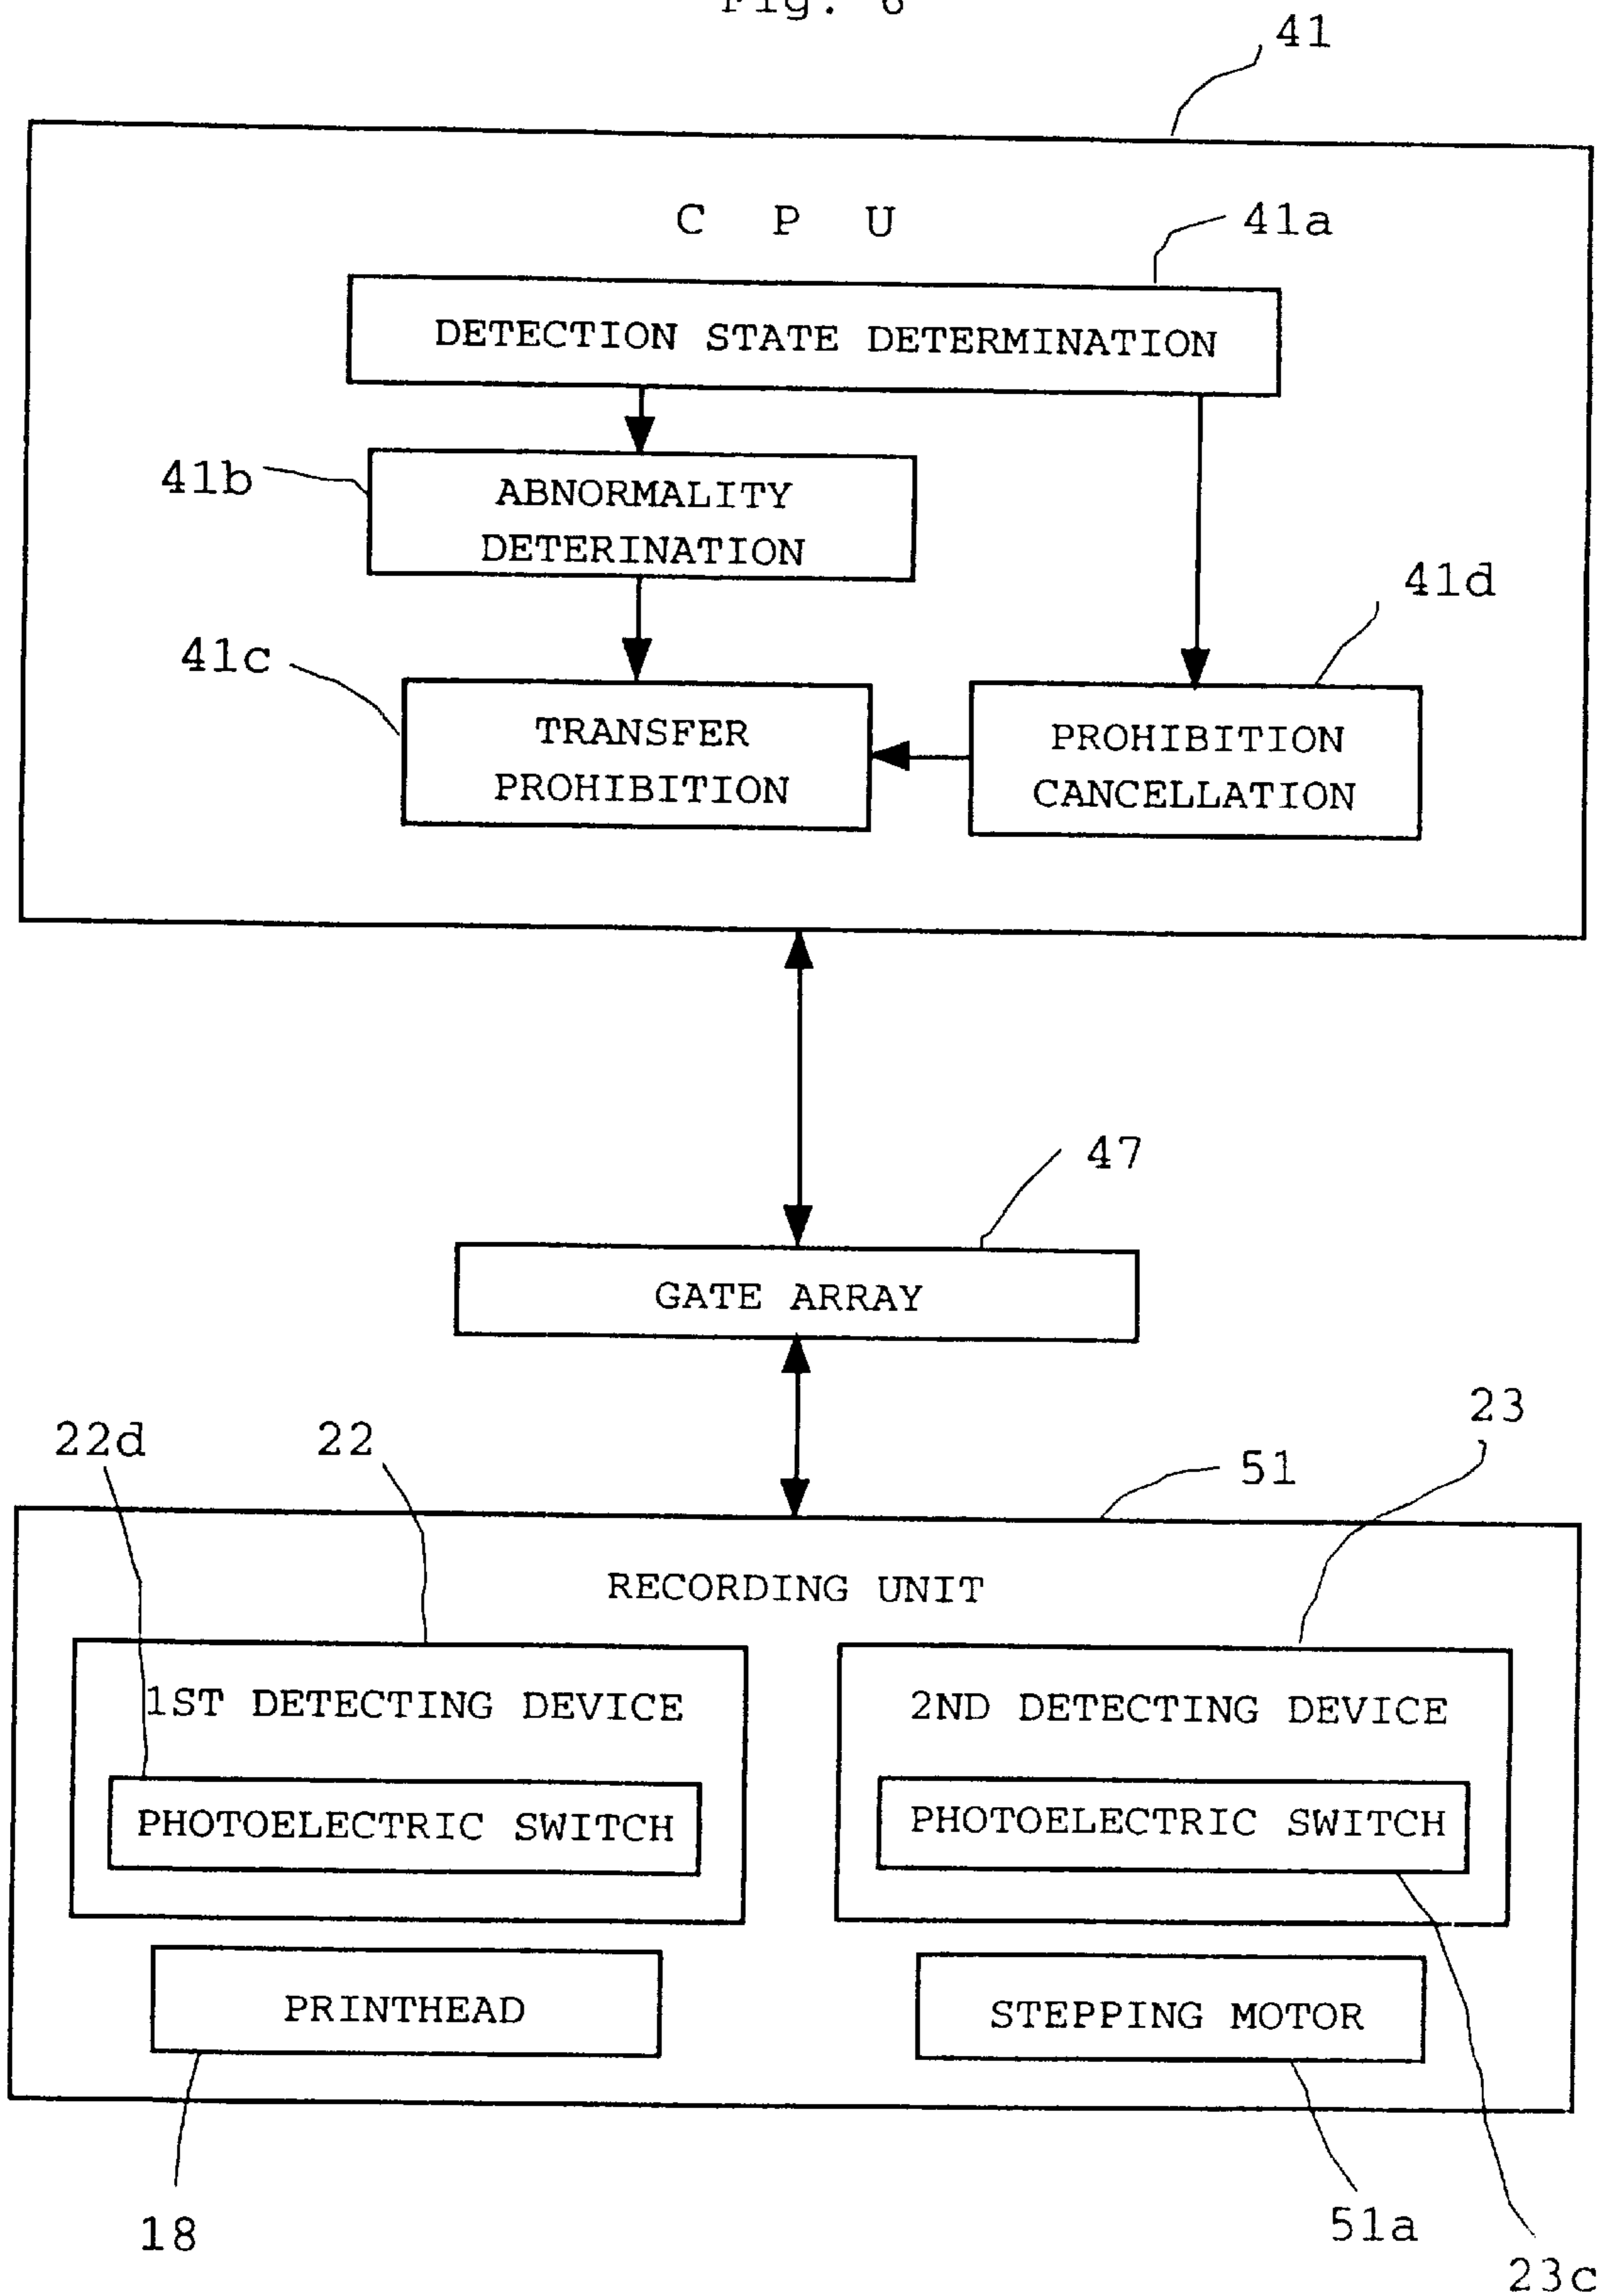 Fig. 6
41
C P U
41a
DETECTION STATE DETERMINATION
41b
ABNORMALITY
DETERINATION
41d
41c
TRANSFER
PROHIBITION
PROHIBITION
CANCELLATION
47
GATE ARRAY
23
22d
22
51
RECORDING UNIT
1ST DETECTING DEVICE
2ND DETECTING DEVICE
PHOTOELECTRIC SWITCH
PHOTOELECTRIC SWITCH
PRINTHEAD
STEPPING MOTOR
18
51a
23c